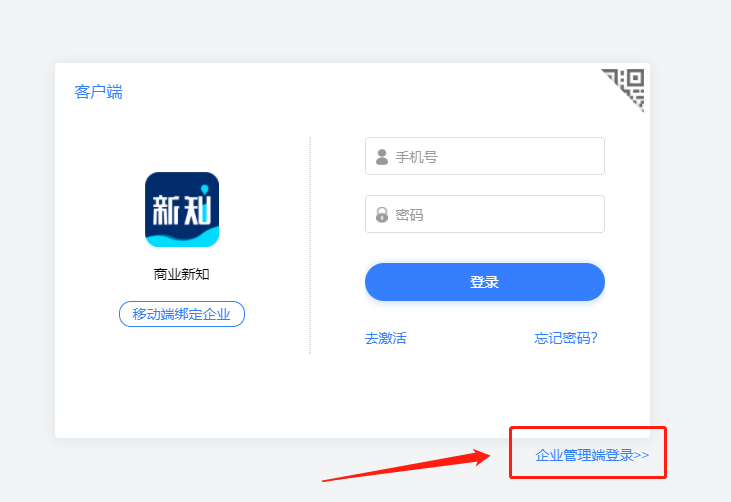 客户端
新知
商业新知
移动端绑定企业
手机号
密码
登录
去激活
忘记密码?
企业管理端登录>>